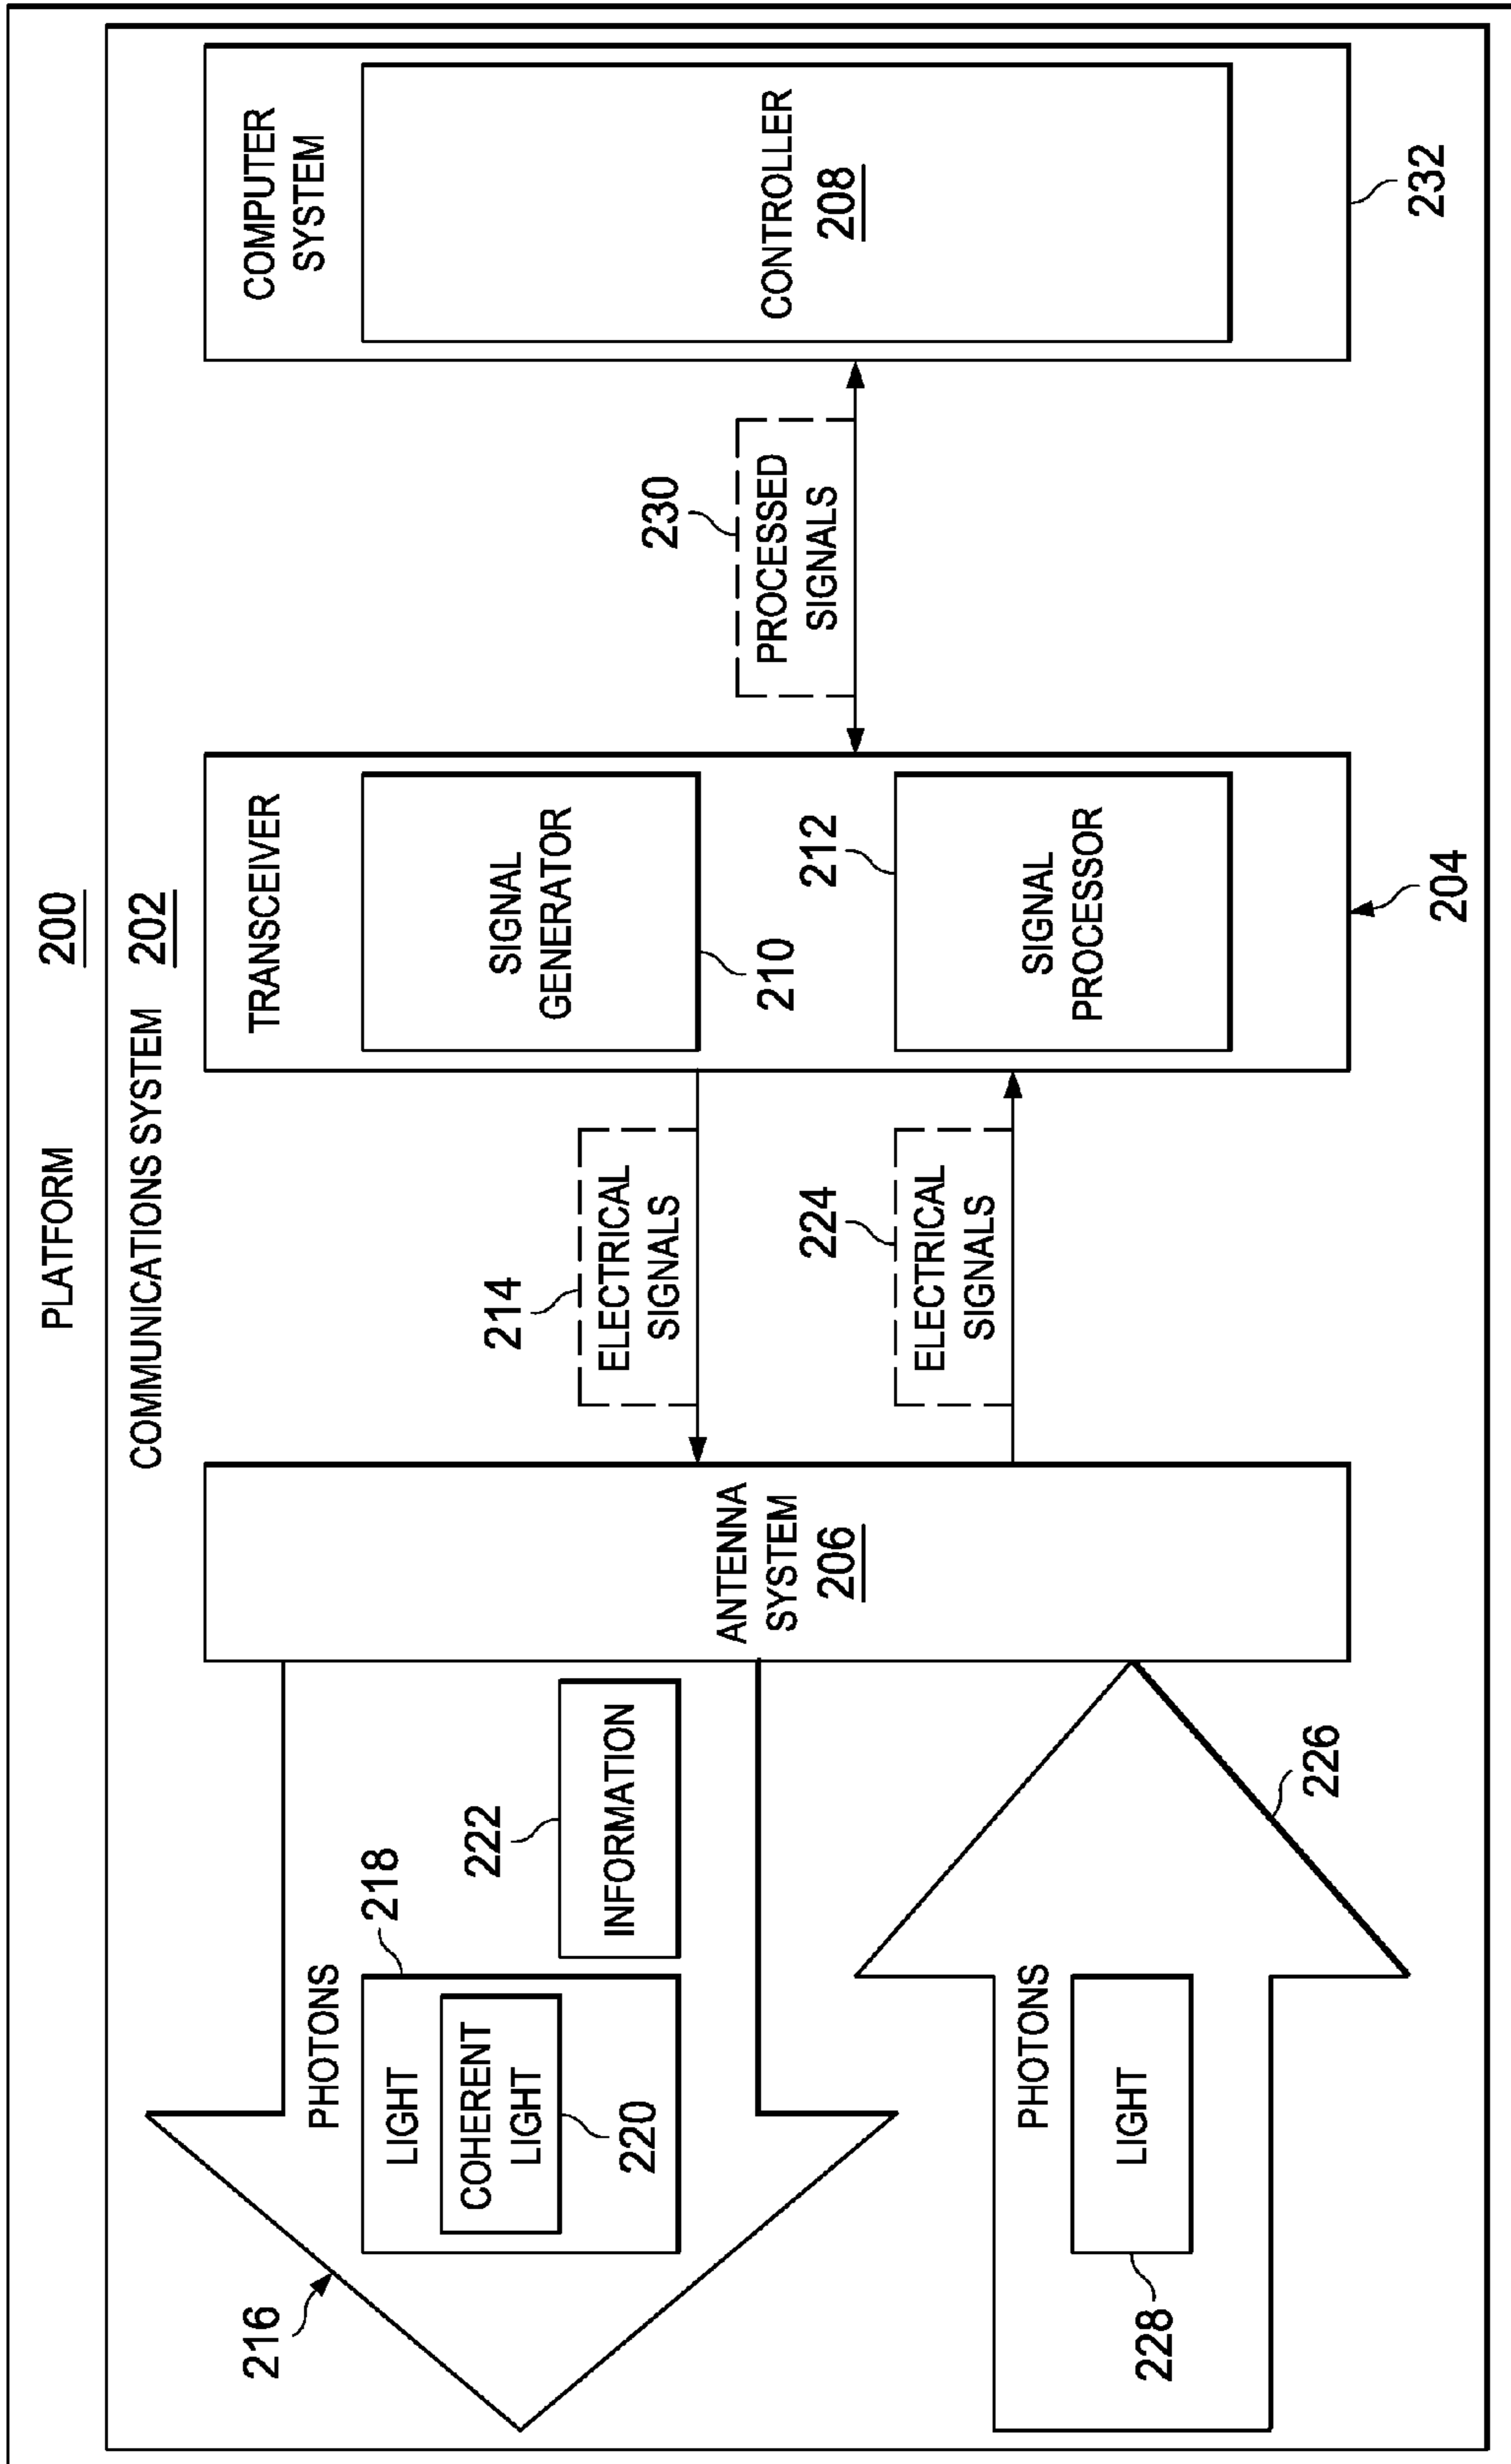 PLATFORM 200
COMMUNICATIONS SYSTEM 202
216
PHOTONS
218
LIGHT
COHERENT
LIGHT
220
222
INFORMATION
PHOTONS
LIGHT
228
226
ANTENNA
SYSTEM
206
214
ELECTRICAL
SIGNALS
224
ELECTRICAL
SIGNALS
TRANSCEIVER
SIGNAL
GENERATOR
210
212
SIGNAL
PROCESSOR
204
230
PROCESSED
SIGNALS
COMPUTER
SYSTEM
CONTROLLER
208
232